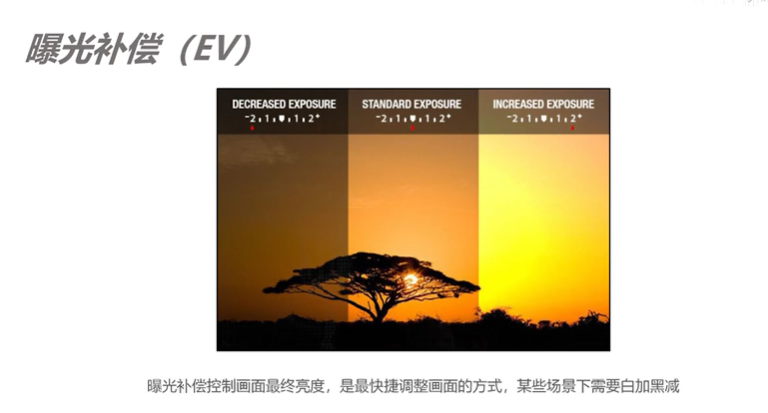 曝光补偿（EV）
DECREASED EXPOSURE STANDARD EXPOSURE INCREASED EXPOSURE
-2 1 1 2+ -2 1 1 2+ -2 1 1 2+
曝光补偿控制画面最终亮度，是最快捷调整画面的方式，某些场景下需要白加黑减